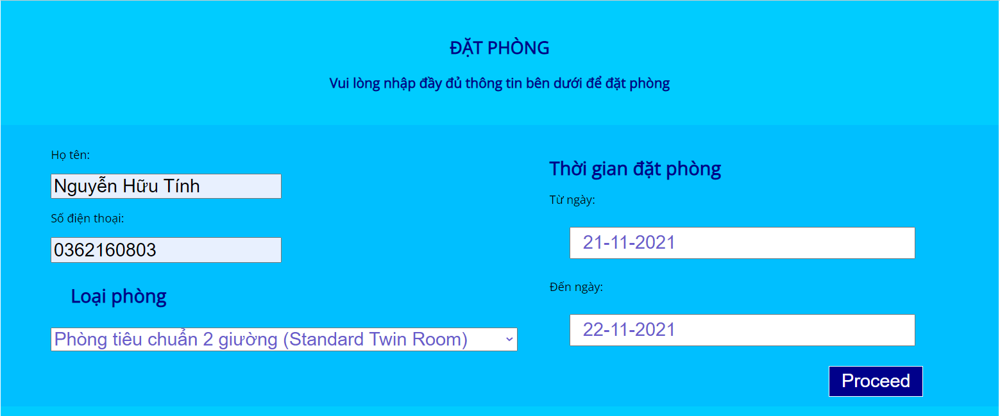 ĐẶT PHÒNG
Vui lòng nhập đầy đủ thông tin bên dưới để đặt phòng
Họ tên:
Nguyễn Hữu Tính
Số điện thoại:
0362160803
Loại phòng
Phòng tiêu chuẩn 2 giường (Standard Twin Room)
Thời gian đặt phòng
Từ ngày:
21-11-2021
Đến ngày:
22-11-2021
Proceed